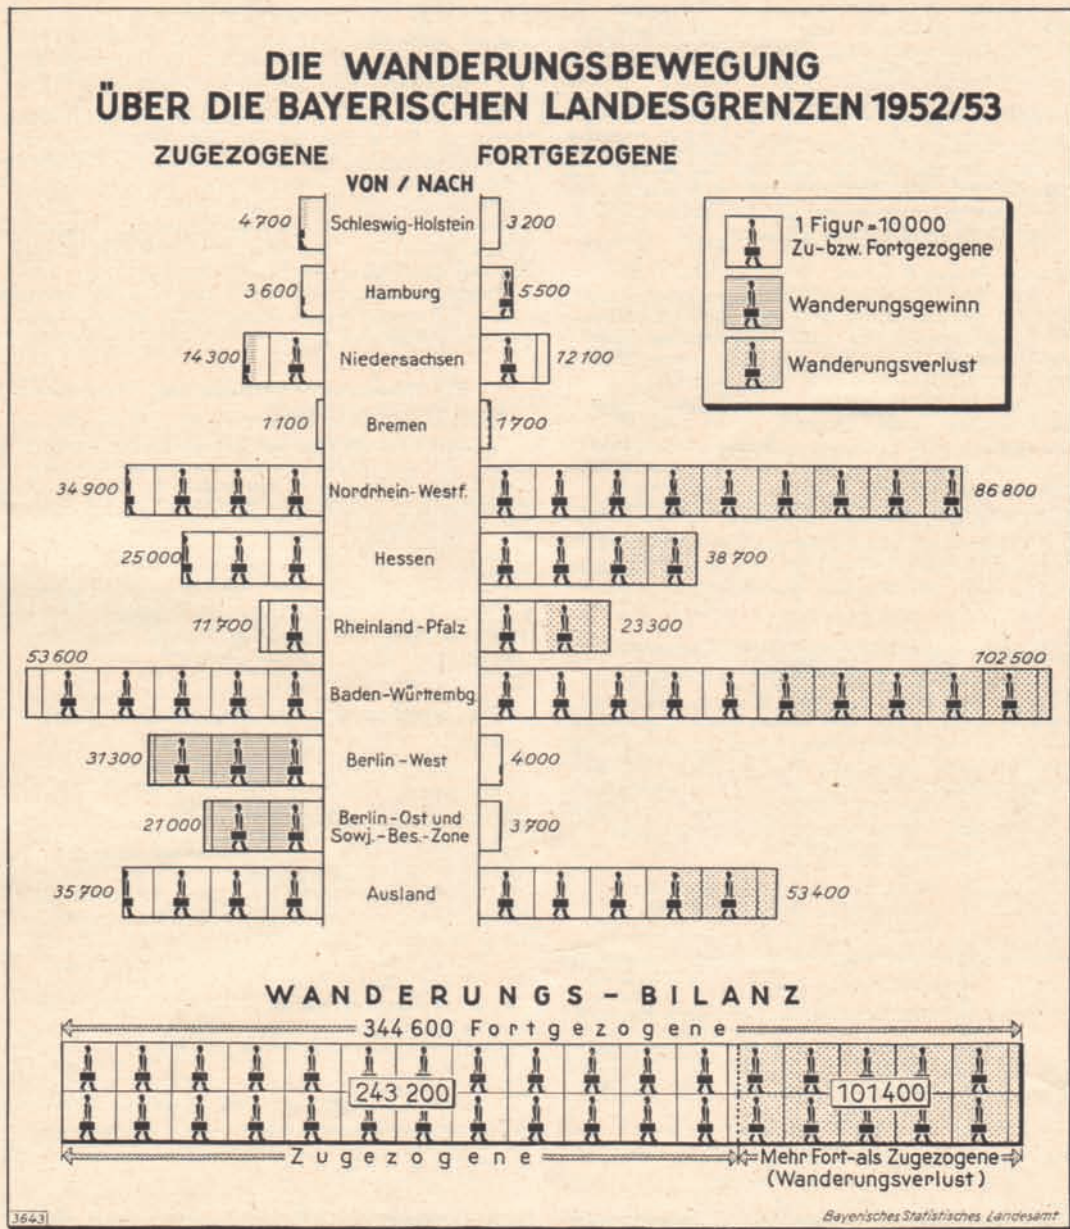 DIE WANDERUNGSBEWEGUNG
ÜBER DIE BAYERISCHEN LANDESGRENZEN 1952/53
ZUGEZOGENE FORTGEZOGENE
VON / NACH
4 700 Schleswig-Holstein 3 200
3 600 Hamburg 5 500
14 300 Niedersachsen 12 100
1 100 Bremen 1 700
34 900 Nordrhein-Westf. 86 800
25 000 Hessen 38 700
11 700 Rheinland-Pfalz 23 300
53 600 Baden-Württembg. 102 500
31 300 Berlin-West 4 000
21 000 Berlin-Ost und
Sowj.-Bes.-Zone 3 700
35 700 Ausland 53 400
1 Figur = 10 000
Zu- bzw. Fortgezogene
Wanderungsgewinn
Wanderungsverlust
WANDERUNGS-BILANZ
344 600 Fortgezogene
243 200 101 400
Zugezogene Mehr Fort-als Zugezogene
(Wanderungsverlust)
3643 Bayerisches Statistisches Landesamt